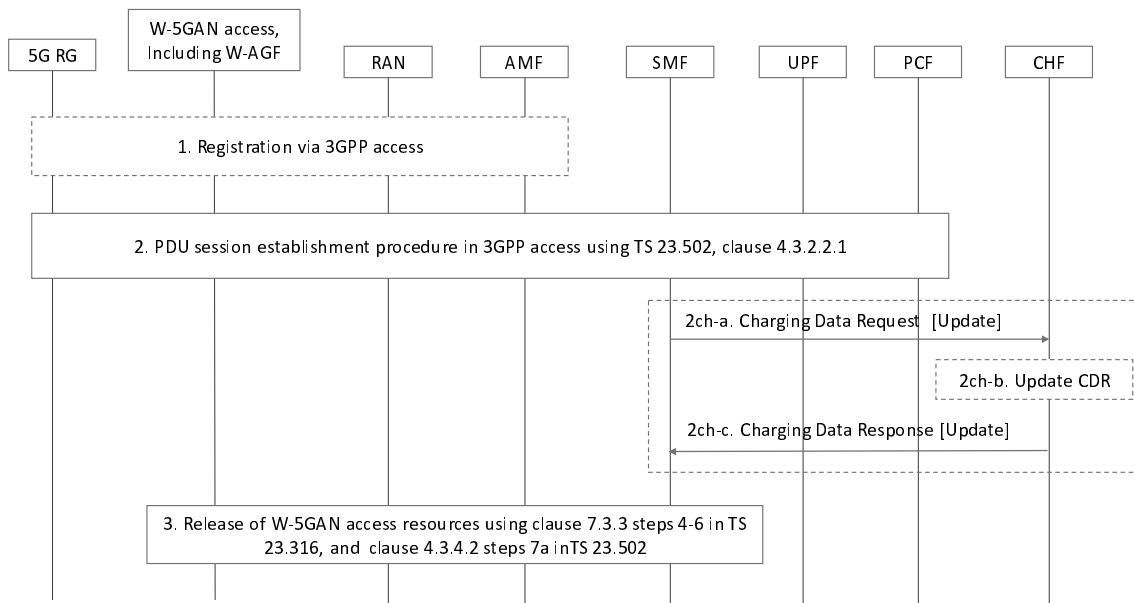 5G RG
W-5GAN access,
Including W-AGF
RAN
AMF
SMF
UPF
PCF
CHF
1. Registration via 3GPP access
2. PDU session establishment procedure in 3GPP access using TS 23.502, clause 4.3.2.2.1
2ch-a. Charging Data Request [Update]
2ch-b. Update CDR
2ch-c. Charging Data Response [Update]
3. Release of W-5GAN access resources using clause 7.3.3 steps 4-6 in TS
23.316, and clause 4.3.4.2 steps 7a inTS 23.502